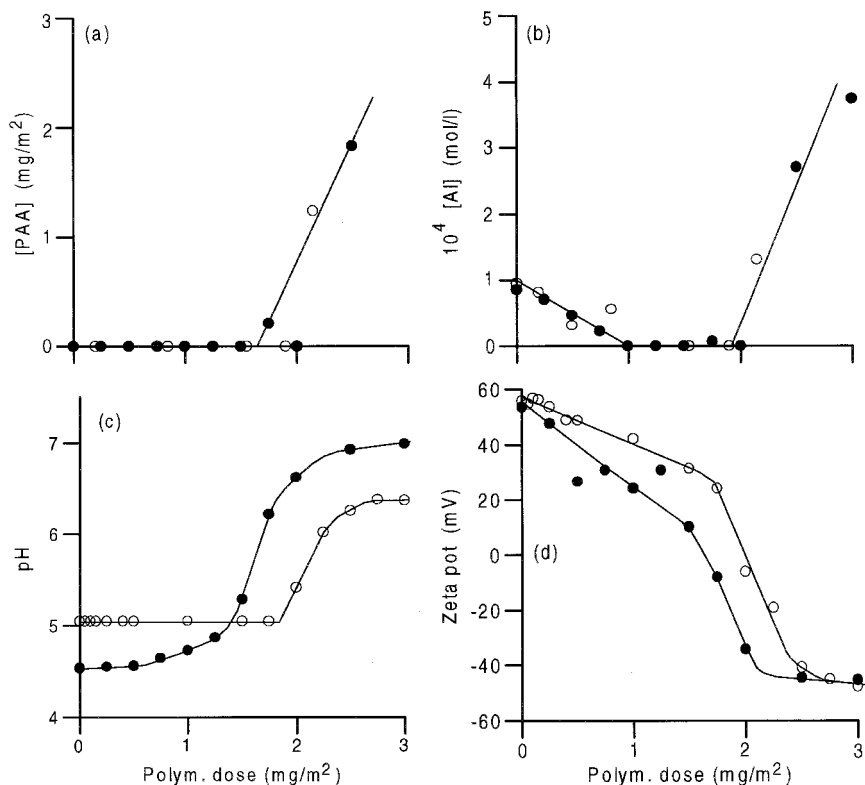 (a)
3
2
1
0
[PAA] (mg/m²)
(b)
5
4
3
2
1
0
10⁴ [Al] (mol/l)
(c)
7
6
5
4
pH
0
1
2
3
Polym. dose (mg/m²)
(d)
60
40
20
0
-20
-40
-60
Zeta pot (mV)
0
1
2
3
Polym. dose (mg/m²)